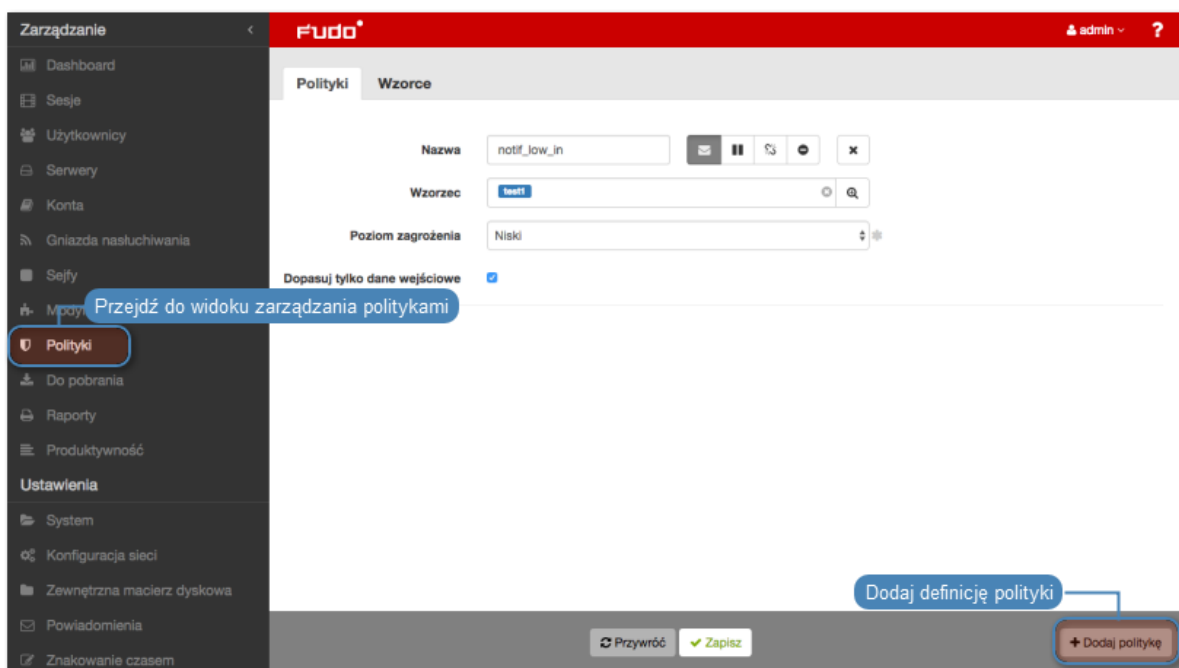 Zarządzanie
Fudo
admin
?
Dashboard
Sesje
Użytkownicy
Serwery
Konta
Gniazda nasłuchiwania
Sejfy
Polityki
Do pobrania
Raporty
Produktywność
Ustawienia
System
Konfiguracja sieci
Zewnętrzna macierz dyskowa
Powiadomienia
Znakowanie czasem
Polityki Wzorce
Nazwa notif_low_in
Wzorzec test1
Poziom zagrożenia Niski
Dopasuj tylko dane wejściowe
Przejdź do widoku zarządzania politykami
Dodaj definicję polityki
Przywróć Zapisz
+ Dodaj politykę